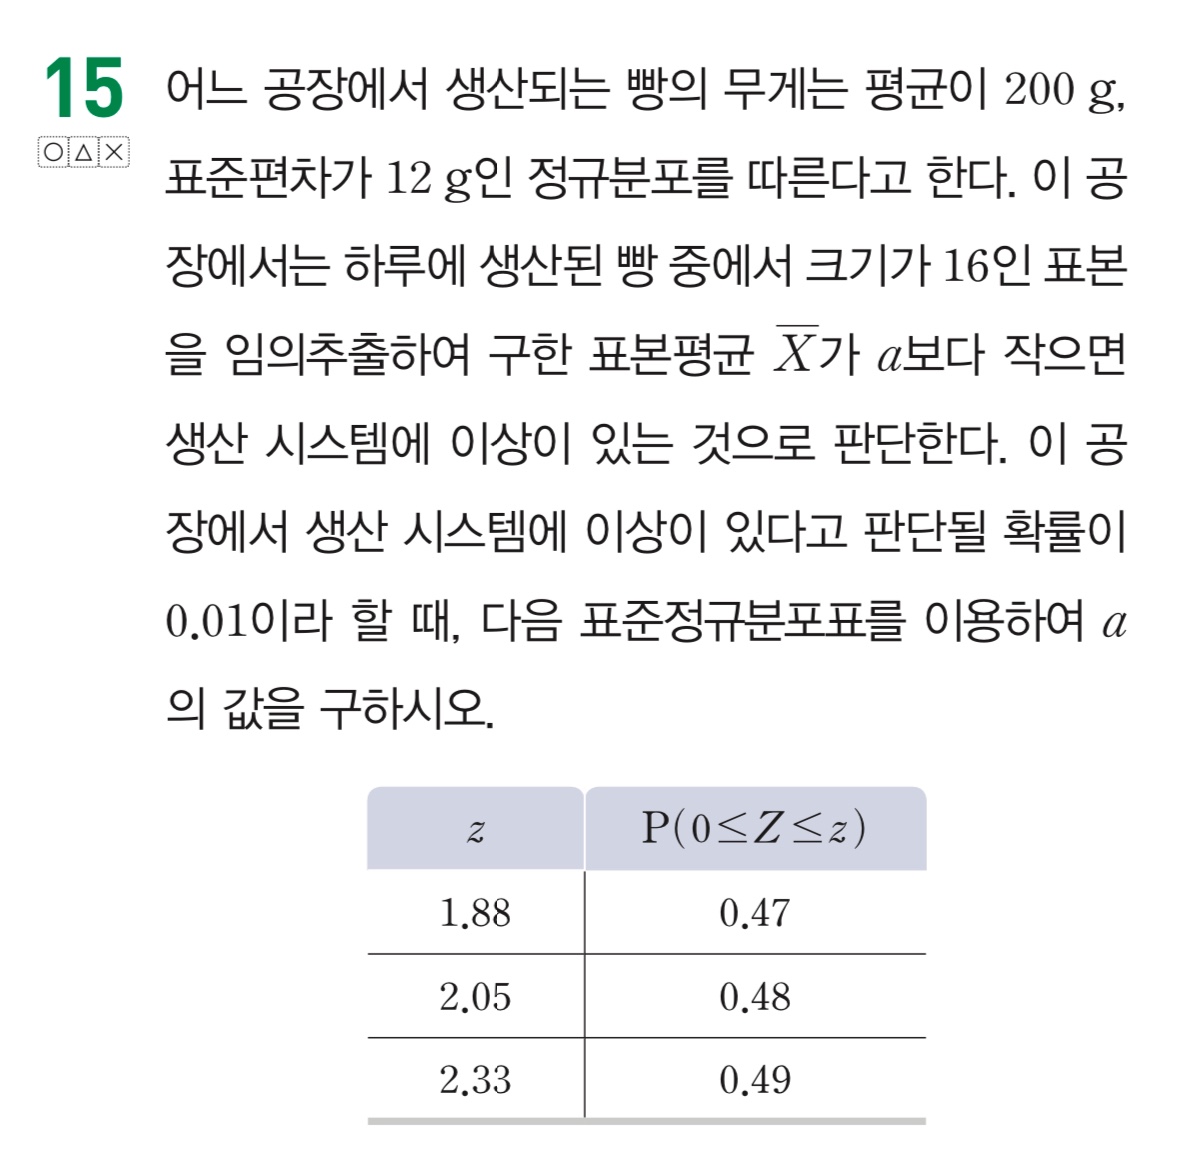 15 어느 공장에서 생산되는 빵의 무게는 평균이 200 g,
○△×
표준편차가 12 g인 정규분포를 따른다고 한다. 이 공
장에서는 하루에 생산된 빵 중에서 크기가 16인 표본
을 임의추출하여 구한 표본평균 X̅가 a보다 작으면
생산 시스템에 이상이 있는 것으로 판단한다. 이 공
장에서 생산 시스템에 이상이 있다고 판단될 확률이
0.01이라 할 때, 다음 표준정규분포표를 이용하여 a
의 값을 구하시오.
z P(0≤Z≤z)
1.88 0.47
2.05 0.48
2.33 0.49